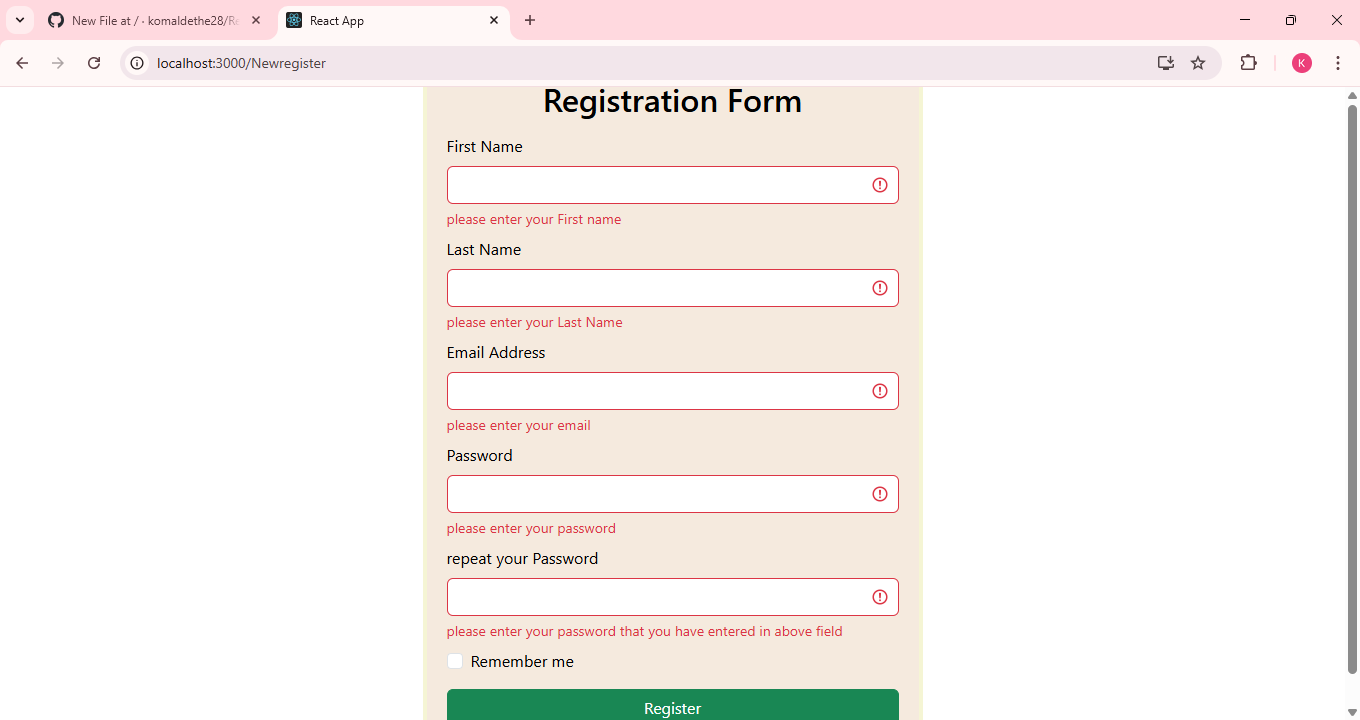 New File at / · komaldethe28/Re
React App
localhost:3000/Newregister
K
Registration Form
First Name
please enter your First name
Last Name
please enter your Last Name
Email Address
please enter your email
Password
please enter your password
repeat your Password
please enter your password that you have entered in above field
Remember me
Register